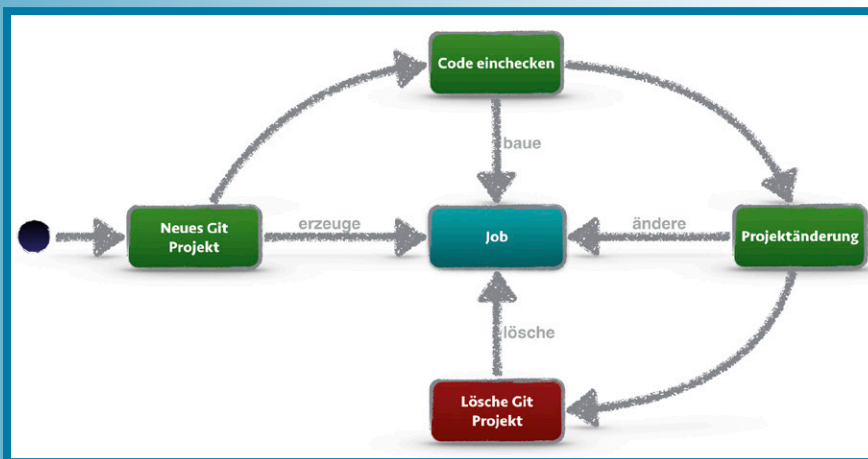 Code einchecken
baue
Neues Git
Projekt
erzeuge
Job
ändere
Projektänderung
lösche
Lösche Git
Projekt